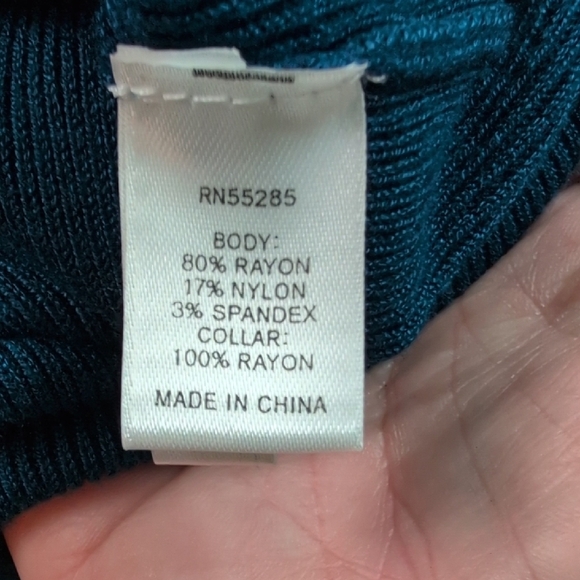 RN55285
BODY:
80% RAYON
17% NYLON
3% SPANDEX
COLLAR:
100% RAYON
MADE IN CHINA